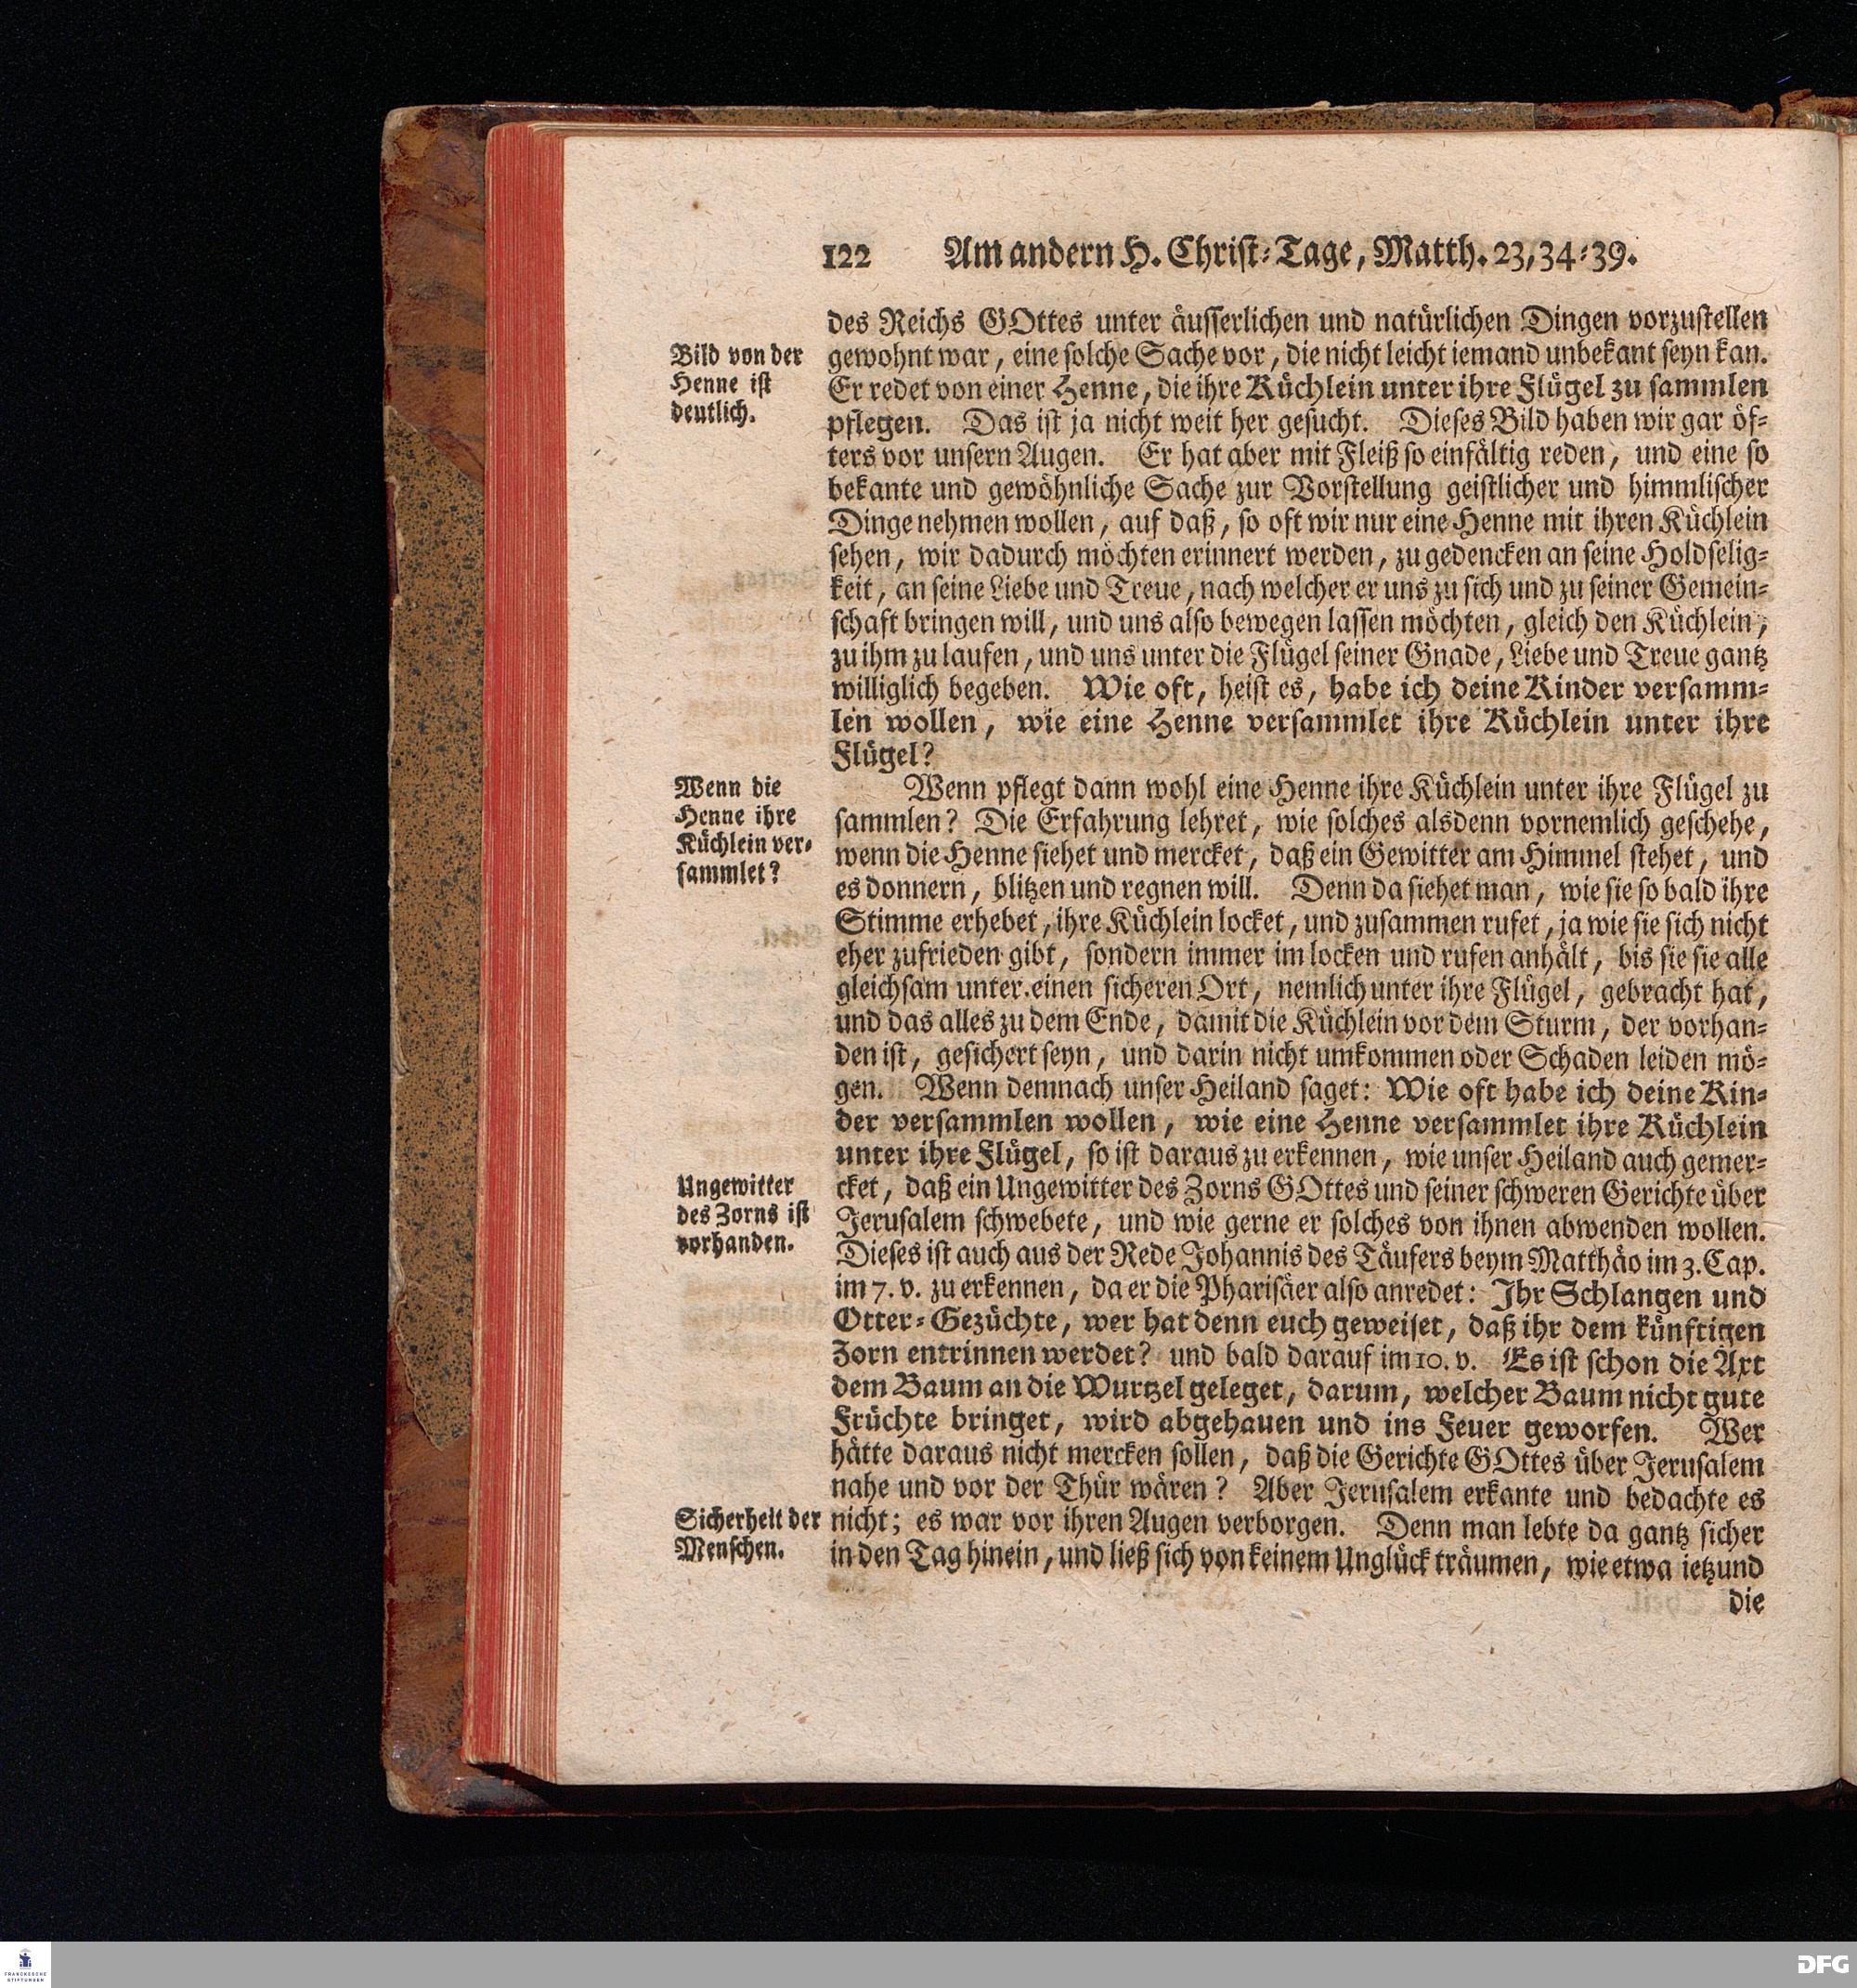 122 Am andern H. Christ-Tage, Matth. 23, 34-39.
des Reichs GOttes unter äusserlichen und natürlichen Dingen vorzustellen
Bild von der
Henne ist
deutlich.
gewohnt war, eine solche Sache vor, die nicht leicht iemand unbekant seyn kan.
Er redet von einer Henne, die ihre Küchlein unter ihre Flügel zu sammlen
pflegen. Das ist ja nicht weit her gesucht. Dieses Bild haben wir gar öf-
ters vor unsern Augen. Er hat aber mit Fleiß so einfältig reden, und eine so
bekante und gewöhnliche Sache zur Vorstellung geistlicher und himmlischer
Dinge nehmen wollen, auf daß, so oft wir nur eine Henne mit ihren Küchlein
sehen, wir dadurch möchten erinnert werden, zu gedencken an seine Holdselig-
keit, an seine Liebe und Treue, nach welcher er uns zu sich und zu seiner Gemein-
schaft bringen will, und uns also bewegen lassen möchten, gleich den Küchlein,
zu ihm zu laufen, und uns unter die Flügel seiner Gnade, Liebe und Treue gantz
williglich begeben. Wie oft, heist es, habe ich deine Kinder versamm-
len wollen, wie eine Henne versammlet ihre Küchlein unter ihre
Flügel?
Wenn die
Henne ihre
Küchlein ver-
sammlet?
Wenn pflegt dann wohl eine Henne ihre Küchlein unter ihre Flügel zu
sammlen? Die Erfahrung lehret, wie solches alsdenn vornemlich geschehe,
wenn die Henne siehet und mercket, daß ein Gewitter am Himmel stehet, und
es donnern, blitzen und regnen will. Denn da siehet man, wie sie so bald ihre
Stimme erhebet, ihre Küchlein locket, und zusammen rufet, ja wie sie sich nicht
eher zufrieden gibt, sondern immer im locken und rufen anhält, bis sie sie alle
gleichsam unter einen sicheren Ort, nemlich unter ihre Flügel, gebracht hat,
und das alles zu dem Ende, damit die Küchlein vor dem Sturm, der vorhan-
den ist, gesichert seyn, und darin nicht umkommen oder Schaden leiden mö-
gen. Wenn demnach unser Heiland saget: Wie oft habe ich deine Kin-
der versammlen wollen, wie eine Henne versammlet ihre Küchlein
unter ihre Flügel, so ist daraus zu erkennen, wie unser Heiland auch gemer-
Ungewitter
des Zorns ist
vorhanden.
cket, daß ein Ungewitter des Zorns GOttes und seiner schweren Gerichte über
Jerusalem schwebete, und wie gerne er solches von ihnen abwenden wollen.
Dieses ist auch aus der Rede Johannis des Täufers beym Matthäo im 3. Cap.
im 7. v. zu erkennen, da er die Pharisäer also anredet: Ihr Schlangen und
Otter-Gezüchte, wer hat denn euch geweiset, daß ihr dem künftigen
Zorn entrinnen werdet? und bald darauf im 10. v. Es ist schon die Axt
dem Baum an die Wurtzel geleget, darum, welcher Baum nicht gute
Früchte bringet, wird abgehauen und ins Feuer geworfen. Wer
hätte daraus nicht mercken sollen, daß die Gerichte GOttes über Jerusalem
nahe und vor der Thür wären? Aber Jerusalem erkante und bedachte es
Sicherheit der
Menschen.
nicht; es war vor ihren Augen verborgen. Denn man lebte da gantz sicher
in den Tag hinein, und ließ sich von keinem Unglück träumen, wie etwa ietzund
die
FRANCKESCHE
STIFTUNGEN
DFG